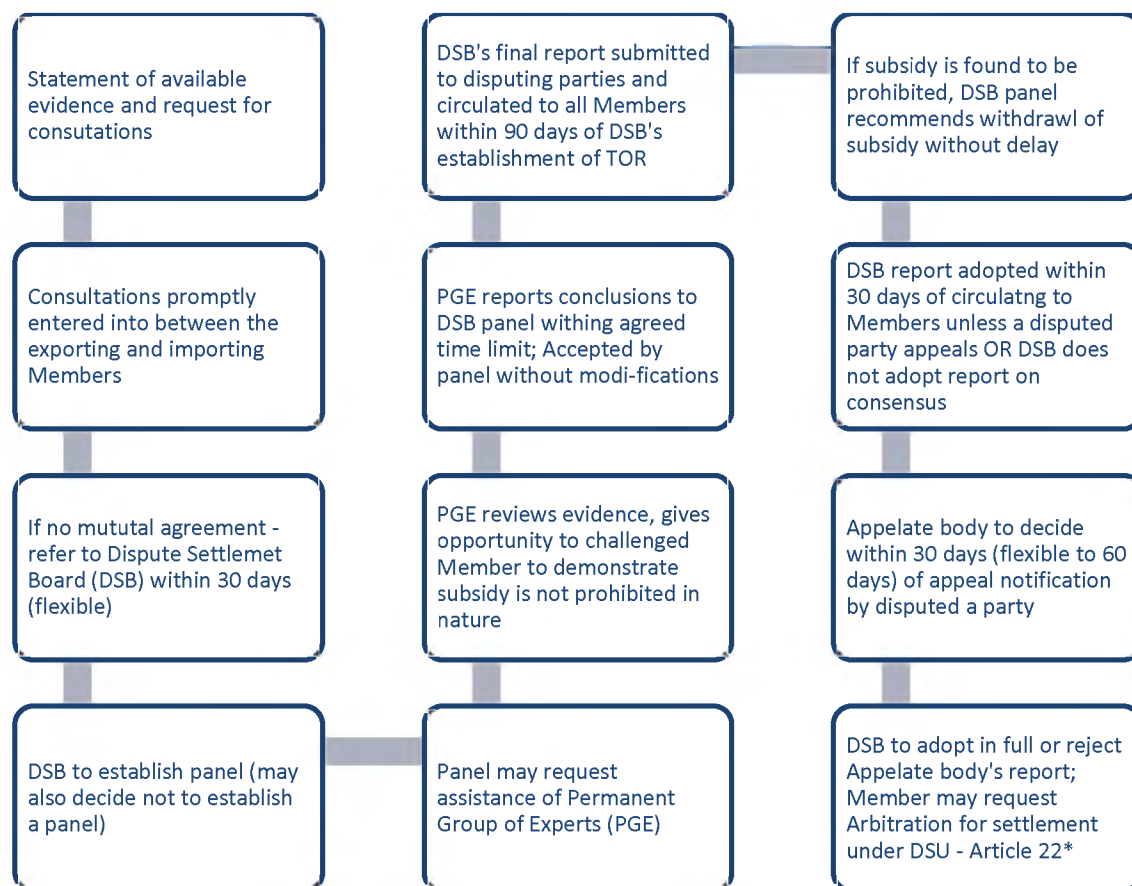 Statement of available
evidence and request for
consutations
Consultations promptly
entered into between the
exporting and importing
Members
If no mututal agreement -
refer to Dispute Settlemet
Board (DSB) within 30 days
(flexible)
DSB to establish panel (may
also decide not to establish
a panel)
Panel may request
assistance of Permanent
Group of Experts (PGE)
PGE reviews evidence, gives
opportunity to challenged
Member to demonstrate
subsidy is not prohibited in
nature
PGE reports conclusions to
DSB panel withing agreed
time limit; Accepted by
panel without modi-fications
DSB's final report submitted
to disputing parties and
circulated to all Members
within 90 days of DSB's
establishment of TOR
If subsidy is found to be
prohibited, DSB panel
recommends withdrawl of
subsidy without delay
DSB report adopted within
30 days of circulatng to
Members unless a disputed
party appeals OR DSB does
not adopt report on
consensus
Appelate body to decide
within 30 days (flexible to 60
days) of appeal notification
by disputed a party
DSB to adopt in full or reject
Appelate body's report;
Member may request
Arbitration for settlement
under DSU - Article 22*